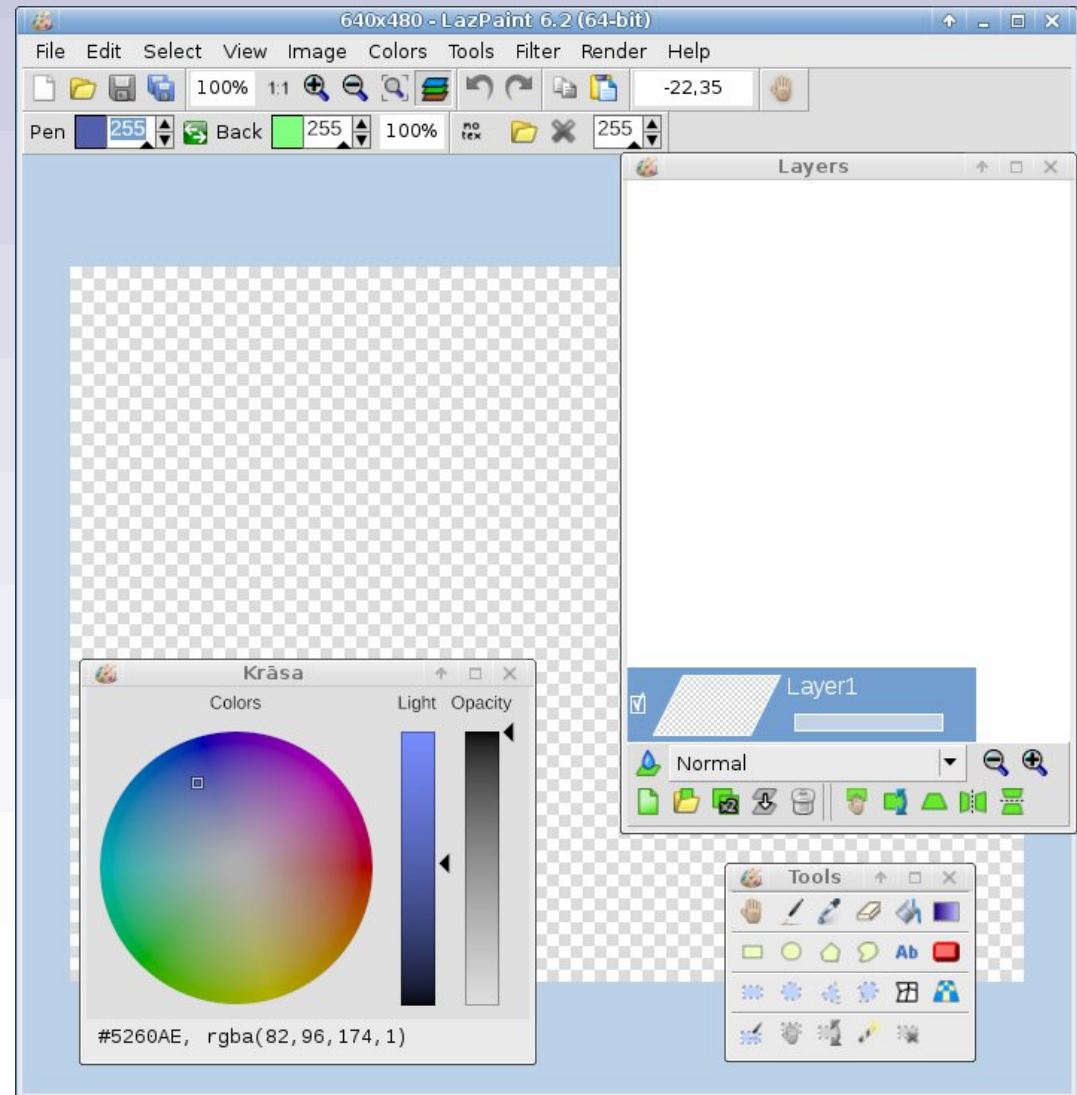 640x480 - LazPaint 6.2 (64-bit)
File Edit Select View Image Colors Tools Filter Render Help
100% 1:1 -22,35
Pen 255 Back 255 100% no tex 255
Layers
Layer1
Normal
x2
Krāsa
Colors Light Opacity
#5260AE, rgba(82,96,174,1)
Tools
Ab